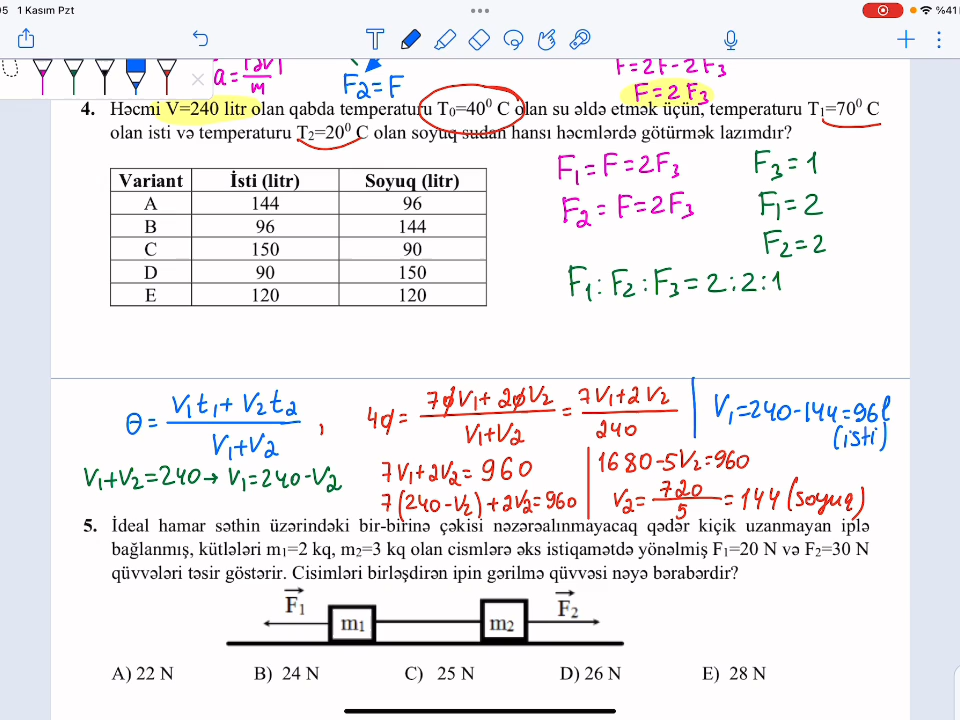 05 1 Kasım Pzt
%41
a = F2v1/m
F2=F
F=2F-2F3
F=2F3
4. Həcmi V=240 litr olan qabda temperaturu T0=40⁰ C olan su əldə etmək üçün, temperaturu T1=70⁰ C
olan isti və temperaturu T2=20⁰ C olan soyuq sudan hansı həcmlərdə götürmək lazımdır?
F1=F=2F3
F3=1
Variant İsti (litr) Soyuq (litr)
A 144 96
F2=F=2F3
F1=2
B 96 144
F2=2
C 150 90
D 90 150
F1:F2:F3=2:2:1
E 120 120
θ = (V1t1+V2t2)/(V1+V2) , 40 = (70V1+20V2)/(V1+V2) = (7V1+2V2)/240
V1=240-144=96l
(isti)
V1+V2=240→V1=240-V2
7V1+2V2=960
7(240-V2)+2V2=960
1680-5V2=960
V2=720/5=144(soyuq)
5. İdeal hamar səthin üzərindəki bir-birinə çəkisi nəzərəalınmayacaq qədər kiçik uzanmayan iplə
bağlanmış, kütlələri m1=2 kq, m2=3 kq olan cismlərə əks istiqamətdə yönəlmiş F1=20 N və F2=30 N
qüvvələri təsir göstərir. Cisimləri birləşdirən ipin gərilmə qüvvəsi nəyə bərabərdir?
F1 m1 m2 F2
A) 22 N B) 24 N C) 25 N D) 26 N E) 28 N